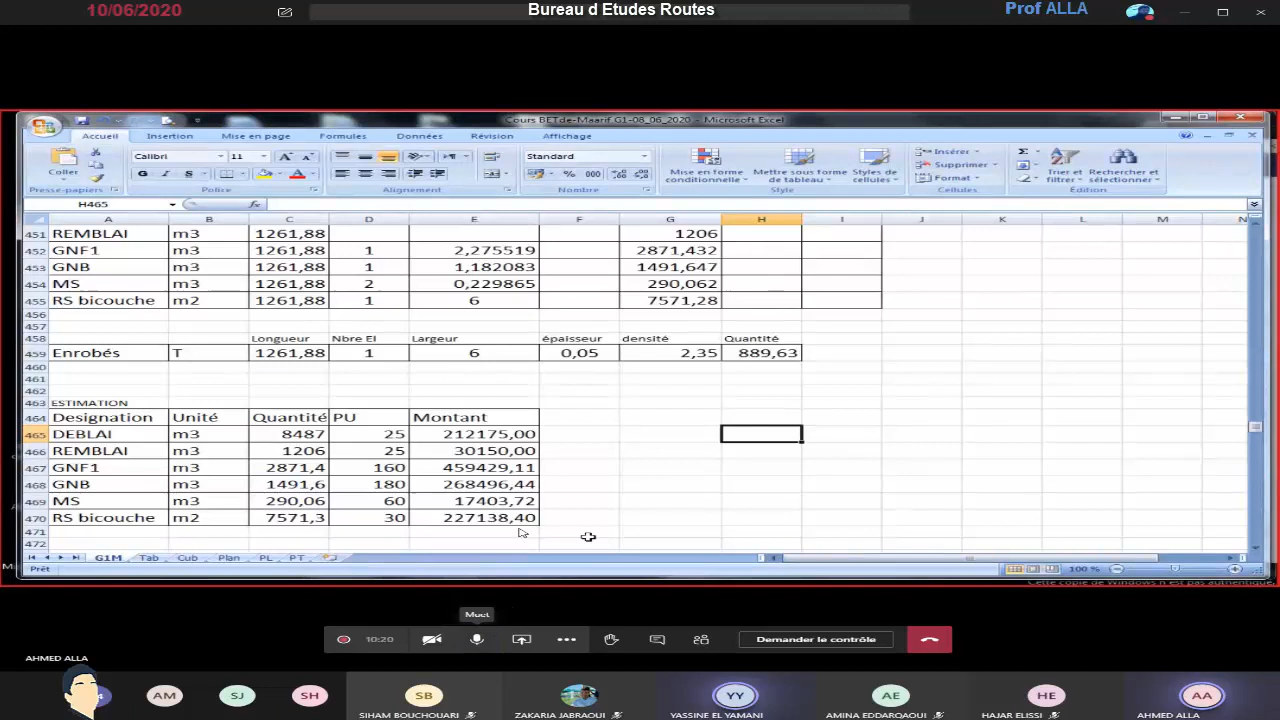 10/06/2020 Bureau d Etudes Routes Prof ALLA
Cours BETde-Maarif G1-08_06_2020 - Microsoft Excel
Accueil Insertion Mise en page Formules Données Révision Affichage
Calibri 11 Standard
Coller
Mise en forme conditionnelle
Mettre sous forme de tableau
Styles de cellules
Insérer
Supprimer
Format
Trier et filtrer
Rechercher et sélectionner
Presse-papiers Police Alignement Nombre Style Cellules Édition
H465 fx
A B C D E F G H I J K L M N
451 REMBLAI m3 1261,88 1206
452 GNF1 m3 1261,88 1 2,275519 2871,432
453 GNB m3 1261,88 1 1,182083 1491,647
454 MS m3 1261,88 2 0,229865 290,062
455 RS bicouche m2 1261,88 1 6 7571,28
456
457
458 Longueur Nbre El Largeur épaisseur densité Quantité
459 Enrobés T 1261,88 1 6 0,05 2,35 889,63
460
461
462
463 ESTIMATION
464 Designation Unité Quantité PU Montant
465 DEBLAI m3 8487 25 212175,00
466 REMBLAI m3 1206 25 30150,00
467 GNF1 m3 2871,4 160 459429,11
468 GNB m3 1491,6 180 268496,44
469 MS m3 290,06 60 17403,72
470 RS bicouche m2 7571,3 30 227138,40
471
472
G1M Tab Cub Plan PL PT
Prêt 100 %
Cette copie de Windows n'est pas authentique.
Muet
10:20 Demander le contrôle
AHMED ALLA
AM SJ SH SB SIHAM BOUCHOUARI ZAKARIA JABRAOUI YY YASSINE EL YAMANI AE AMINA EDDARQAOUI HE HAJAR ELISSI AA AHMED ALLA